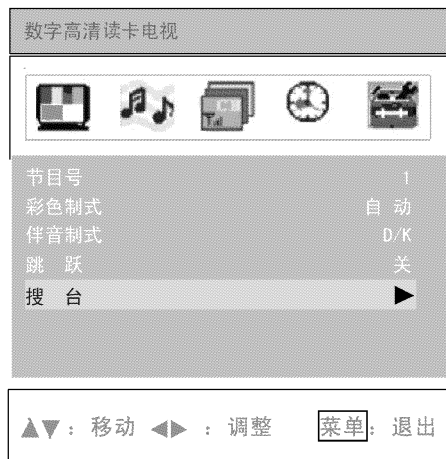 数字高清读卡电视
节目号 1
彩色制式 自 动
伴音制式 D/K
跳 跃 关
搜 台 ▶
▲▼：移动 ◀▶ ：调整 菜单：退出